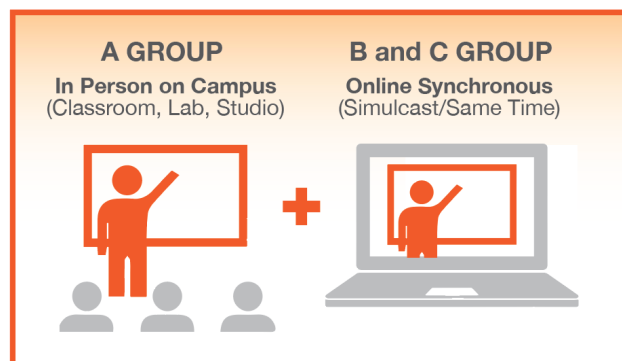 A GROUP
In Person on Campus
(Classroom, Lab, Studio)
B and C GROUP
Online Synchronous
(Simulcast/Same Time)